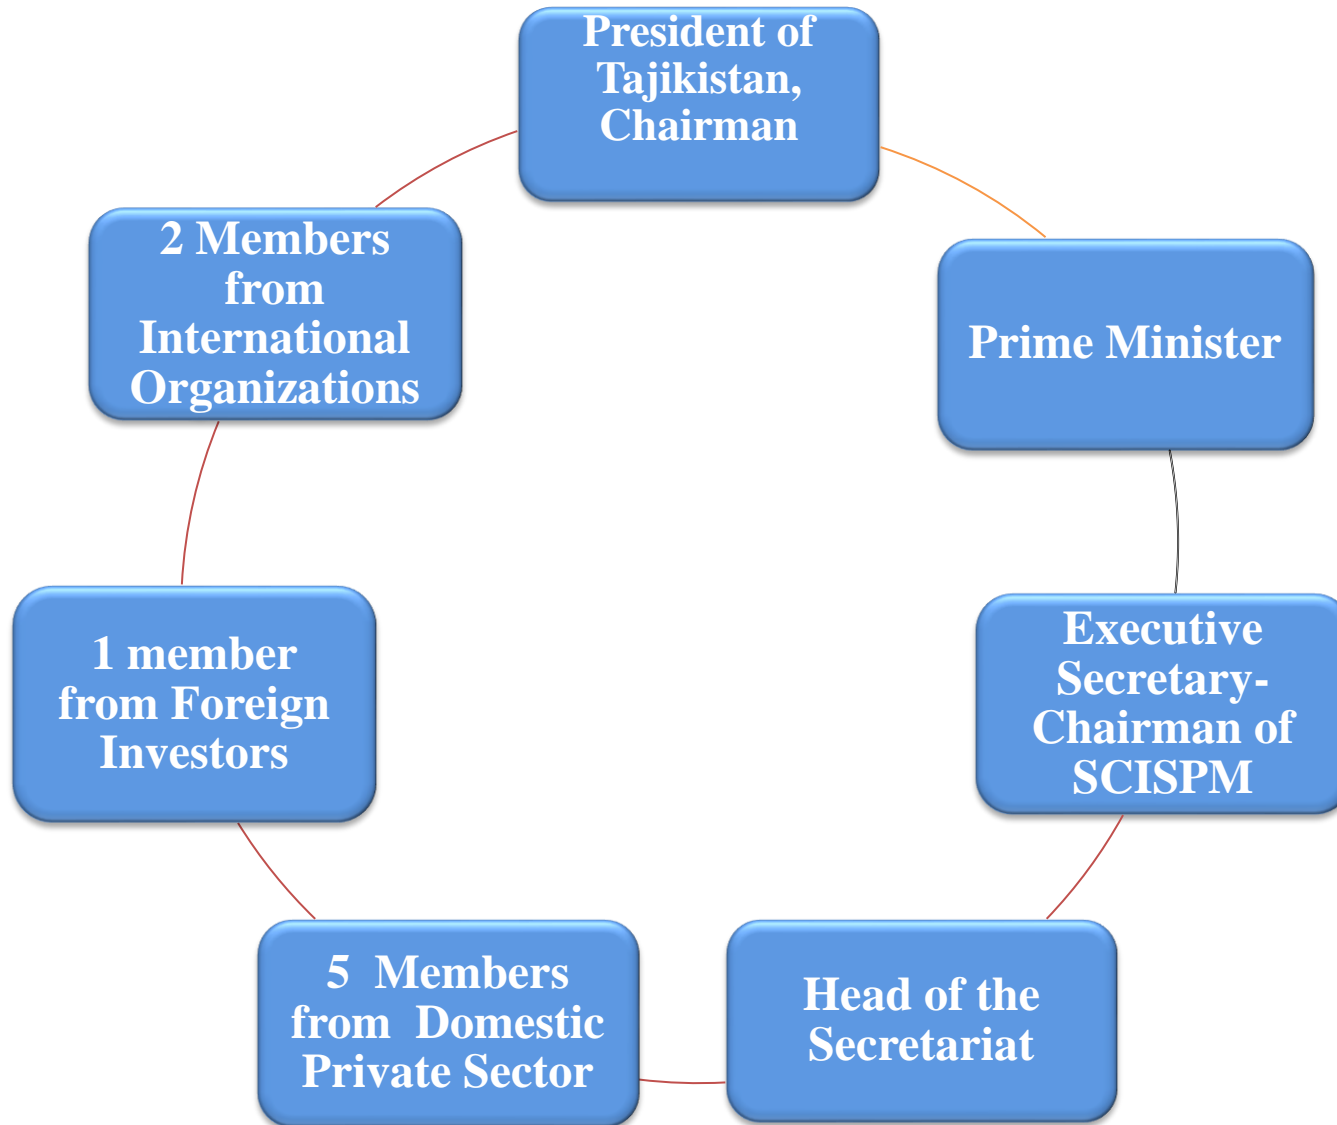 President of
Tajikistan,
Chairman
Prime Minister
Executive
Secretary-
Chairman of
SCISPM
Head of the
Secretariat
5 Members
from Domestic
Private Sector
1 member
from Foreign
Investors
2 Members
from
International
Organizations